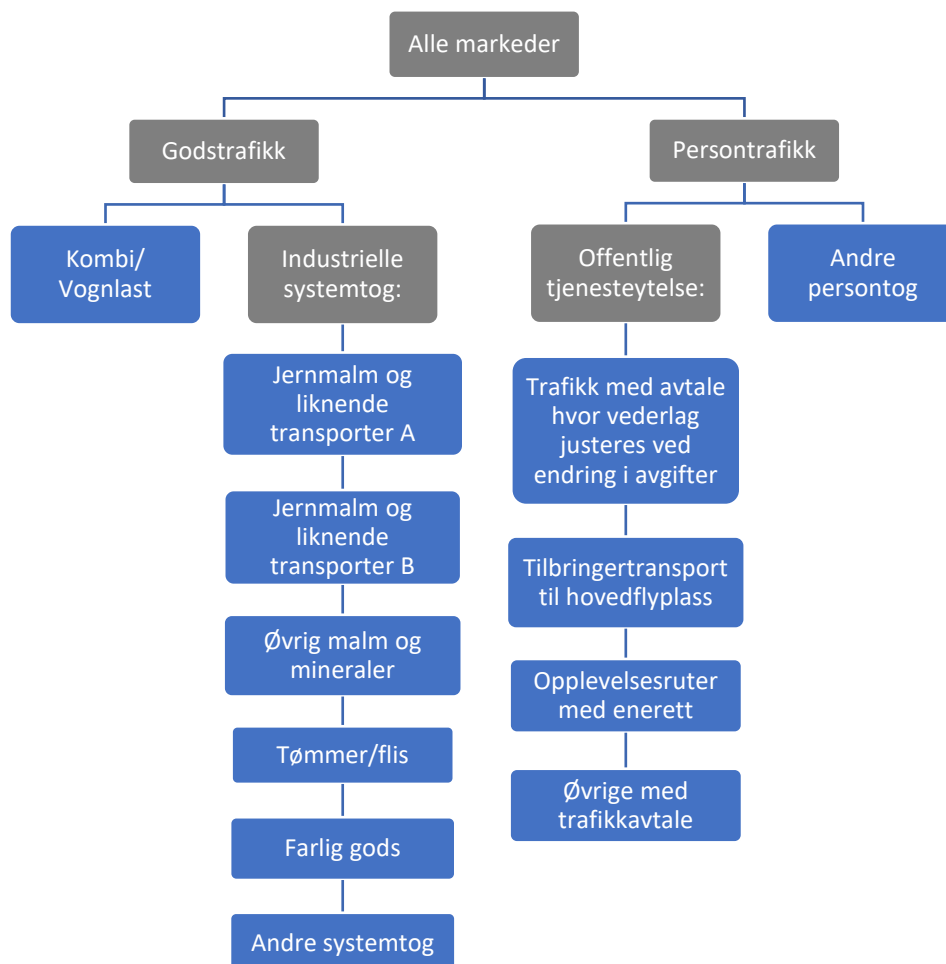 Alle markeder
Godstrafikk
Persontrafikk
Kombi/
Vognlast
Industrielle
systemtog:
Offentlig
tjenesteytelse:
Andre
persontog
Jernmalm og
liknende
transporter A
Jernmalm og
liknende
transporter B
Øvrig malm og
mineraler
Tømmer/flis
Farlig gods
Andre systemtog
Trafikk med avtale
hvor vederlag
justeres ved
endring i avgifter
Tilbringertransport
til hovedflyplass
Opplevelsesruter
med enerett
Øvrige med
trafikkavtale